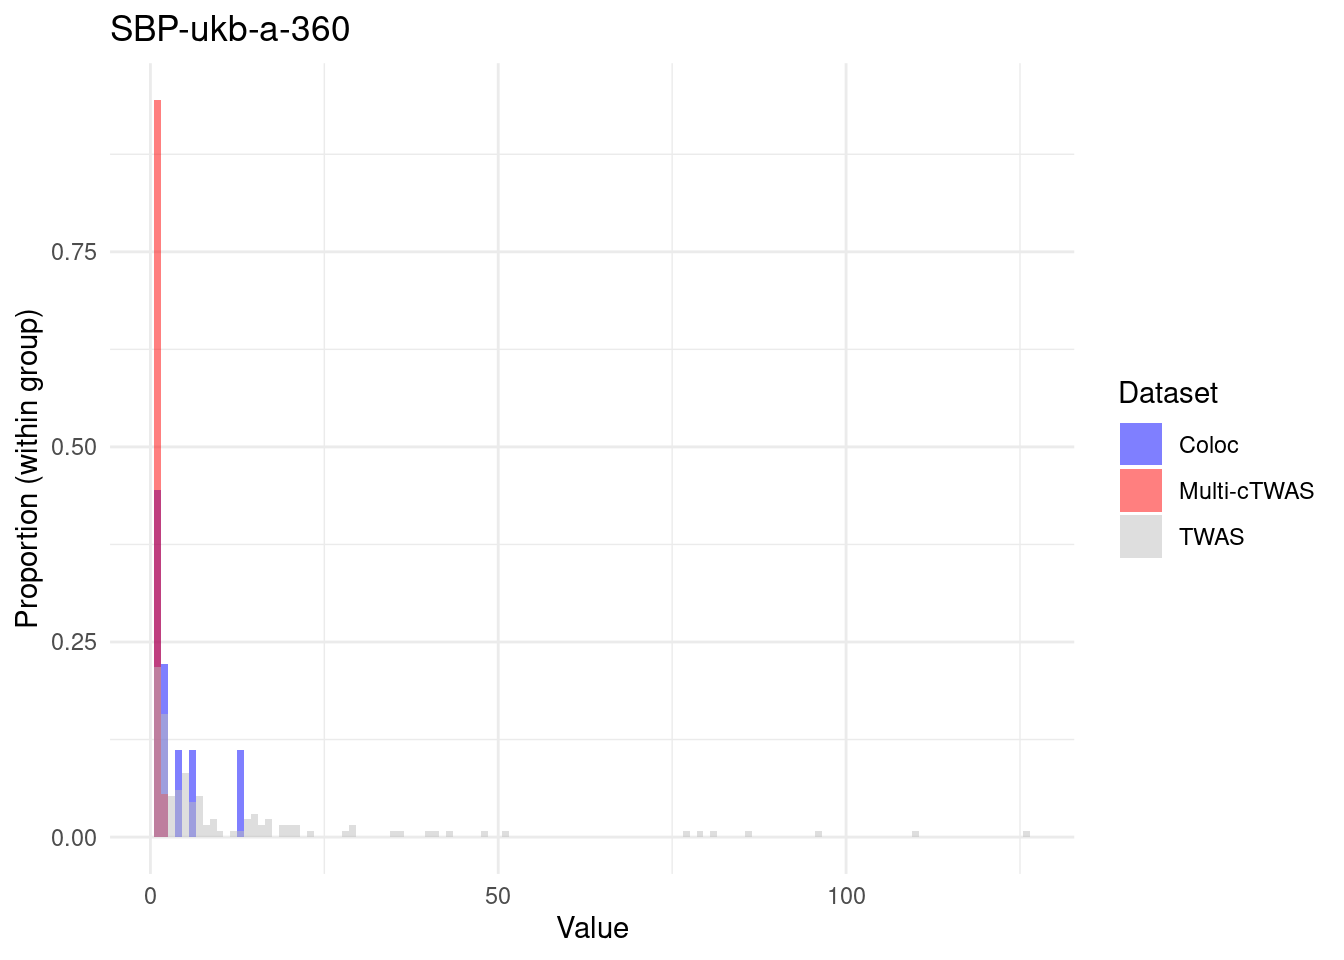 SBP-ukb-a-360
Proportion (within group)
0.75
0.50
0.25
0.00
0
50
100
Value
Dataset
Coloc
Multi-cTWAS
TWAS